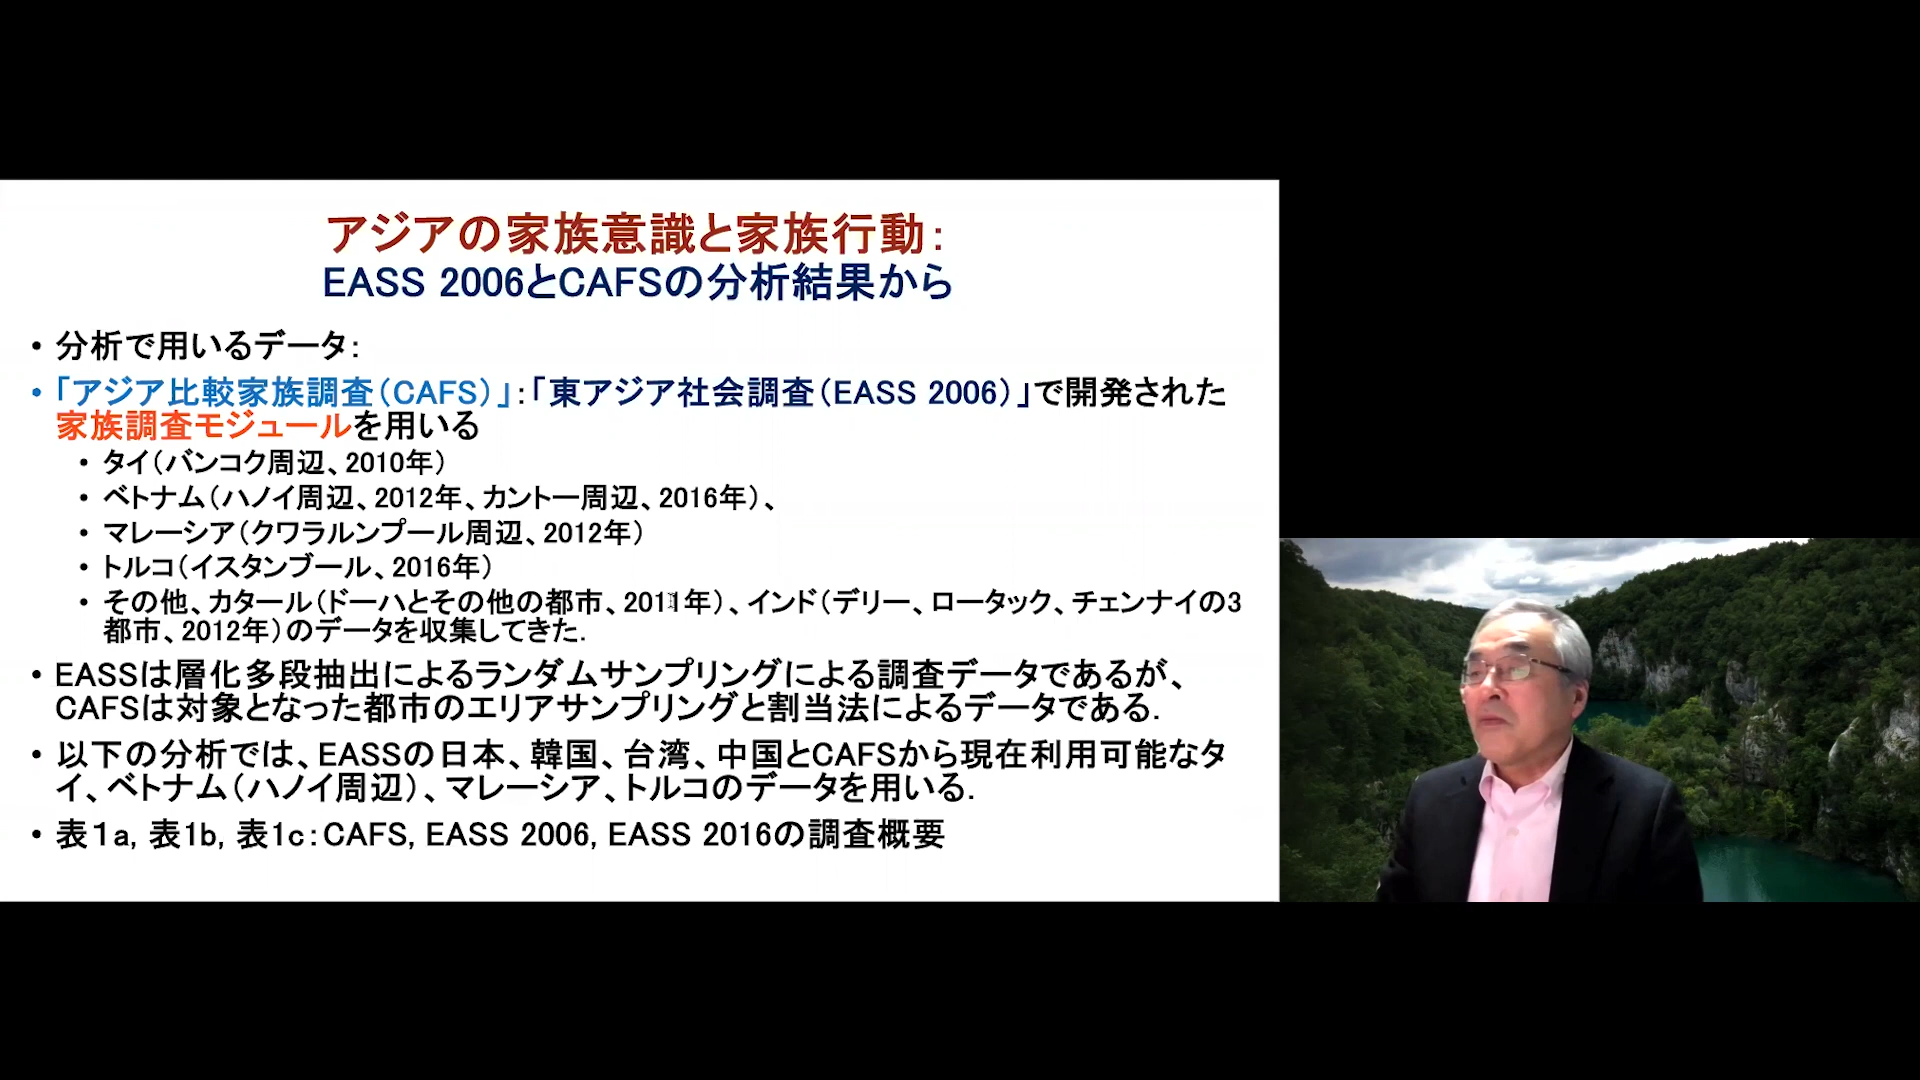 アジアの家族意識と家族行動：
EASS 2006とCAFSの分析結果から
• 分析で用いるデータ：
• 「アジア比較家族調査（CAFS）」：「東アジア社会調査（EASS 2006）」で開発された
家族調査モジュールを用いる
• タイ（バンコク周辺、2010年）
• ベトナム（ハノイ周辺、2012年、カントー周辺、2016年）、
• マレーシア（クワラルンプール周辺、2012年）
• トルコ（イスタンブール、2016年）
• その他、カタール（ドーハとその他の都市、2011年）、インド（デリー、ロータック、チェンナイの3
都市、2012年）のデータを収集してきた.
• EASSは層化多段抽出によるランダムサンプリングによる調査データであるが、
CAFSは対象となった都市のエリアサンプリングと割当法によるデータである.
• 以下の分析では、EASSの日本、韓国、台湾、中国とCAFSから現在利用可能なタ
イ、ベトナム（ハノイ周辺）、マレーシア、トルコのデータを用いる.
• 表１a, 表1b, 表1c：CAFS, EASS 2006, EASS 2016の調査概要